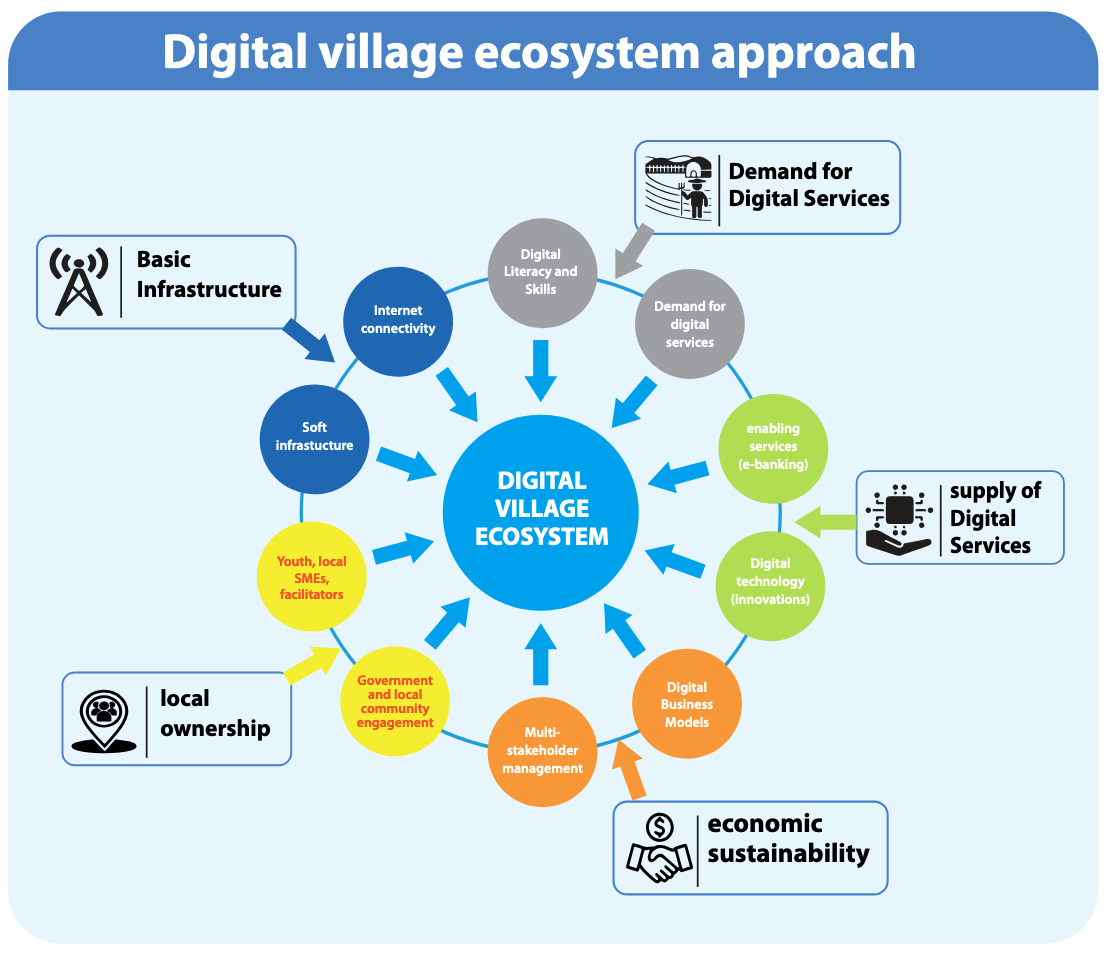 Digital village ecosystem approach
Demand for
Digital Services
Basic
Infrastructure
Digital
Literacy and
Skills
Internet
connectivity
Demand for
digital
services
Soft
infrastucture
enabling
services
(e-banking)
DIGITAL
VILLAGE
ECOSYSTEM
supply of
Digital
Services
Youth, local
SMEs,
facilitators
Digital
technology
(innovations)
Government
and local
community
engagement
Digital
Business
Models
local
ownership
Multi-
stakeholder
management
economic
sustainability